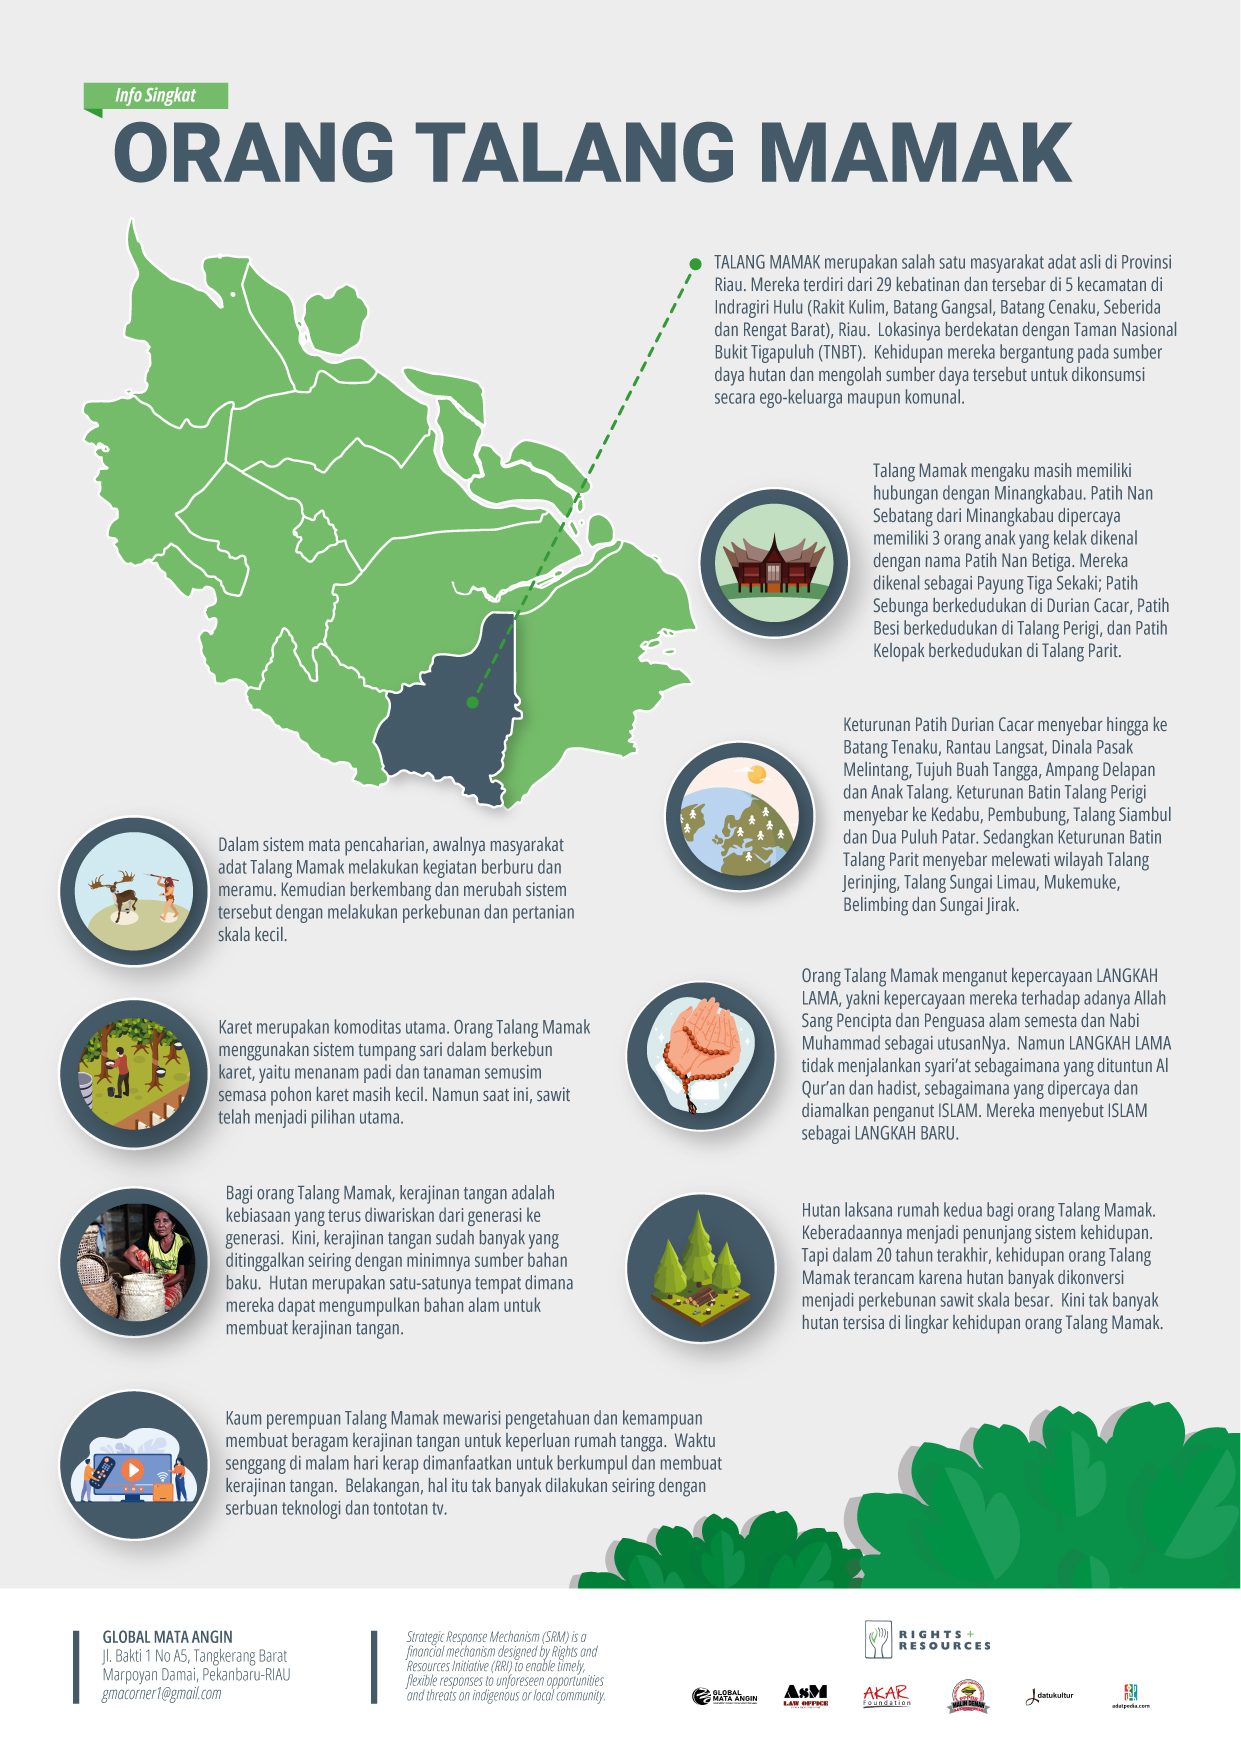 Info Singkat
ORANG TALANG MAMAK
TALANG MAMAK merupakan salah satu masyarakat adat asli di Provinsi
Riau. Mereka terdiri dari 29 kebatinan dan tersebar di 5 kecamatan di
Indragiri Hulu (Rakit Kulim, Batang Gangsal, Batang Cenaku, Seberida
dan Rengat Barat), Riau. Lokasinya berdekatan dengan Taman Nasional
Bukit Tigapuluh (TNBT). Kehidupan mereka bergantung pada sumber
daya hutan dan mengolah sumber daya tersebut untuk dikonsumsi
secara ego-keluarga maupun komunal.
Talang Mamak mengaku masih memiliki
hubungan dengan Minangkabau. Patih Nan
Sebatang dari Minangkabau dipercaya
memiliki 3 orang anak yang kelak dikenal
dengan nama Patih Nan Betiga. Mereka
dikenal sebagai Payung Tiga Sekaki; Patih
Sebunga berkedudukan di Durian Cacar, Patih
Besi berkedudukan di Talang Perigi, dan Patih
Kelopak berkedudukan di Talang Parit.
Keturunan Patih Durian Cacar menyebar hingga ke
Batang Tenaku, Rantau Langsat, Dinala Pasak
Melintang, Tujuh Buah Tangga, Ampang Delapan
dan Anak Talang. Keturunan Batin Talang Perigi
menyebar ke Kedabu, Pembubung, Talang Siambul
dan Dua Puluh Patar. Sedangkan Keturunan Batin
Talang Parit menyebar melewati wilayah Talang
Jerinjing, Talang Sungai Limau, Mukemuke,
Belimbing dan Sungai Jirak.
Dalam sistem mata pencaharian, awalnya masyarakat
adat Talang Mamak melakukan kegiatan berburu dan
meramu. Kemudian berkembang dan merubah sistem
tersebut dengan melakukan perkebunan dan pertanian
skala kecil.
Orang Talang Mamak menganut kepercayaan LANGKAH
LAMA, yakni kepercayaan mereka terhadap adanya Allah
Sang Pencipta dan Penguasa alam semesta dan Nabi
Muhammad sebagai utusanNya. Namun LANGKAH LAMA
tidak menjalankan syari'at sebagaimana yang dituntun Al
Qur'an dan hadist, sebagaimana yang dipercaya dan
diamalkan penganut ISLAM. Mereka menyebut ISLAM
sebagai LANGKAH BARU.
Karet merupakan komoditas utama. Orang Talang Mamak
menggunakan sistem tumpang sari dalam berkebun
karet, yaitu menanam padi dan tanaman semusim
semasa pohon karet masih kecil. Namun saat ini, sawit
telah menjadi pilihan utama.
Bagi orang Talang Mamak, kerajinan tangan adalah
kebiasaan yang terus diwariskan dari generasi ke
generasi. Kini, kerajinan tangan sudah banyak yang
ditinggalkan seiring dengan minimnya sumber bahan
baku. Hutan merupakan satu-satunya tempat dimana
mereka dapat mengumpulkan bahan alam untuk
membuat kerajinan tangan.
Hutan laksana rumah kedua bagi orang Talang Mamak.
Keberadaannya menjadi penunjang sistem kehidupan.
Tapi dalam 20 tahun terakhir, kehidupan orang Talang
Mamak terancam karena hutan banyak dikonversi
menjadi perkebunan sawit skala besar. Kini tak banyak
hutan tersisa di lingkar kehidupan orang Talang Mamak.
Kaum perempuan Talang Mamak mewarisi pengetahuan dan kemampuan
membuat beragam kerajinan tangan untuk keperluan rumah tangga. Waktu
senggang di malam hari kerap dimanfaatkan untuk berkumpul dan membuat
kerajinan tangan. Belakangan, hal itu tak banyak dilakukan seiring dengan
serbuan teknologi dan tontotan tv.
GLOBAL MATA ANGIN
Jl. Bakti 1 No A5, Tangkerang Barat
Marpoyan Damai, Pekanbaru-RIAU
gmacorner1@gmail.com
Strategic Response Mechanism (SRM) is a
financial mechanism designed by Rights and
Resources Initiative (RRI) to enable timely,
flexible responses to unforeseen opportunities
and threats on indigenous or local community.
RIGHTS +
RESOURCES
GLOBAL
MATA ANGIN
AsM
LAW OFFICE
AKAR
Foundation
MALIN DEMAN
datukultur
adatpedia.com